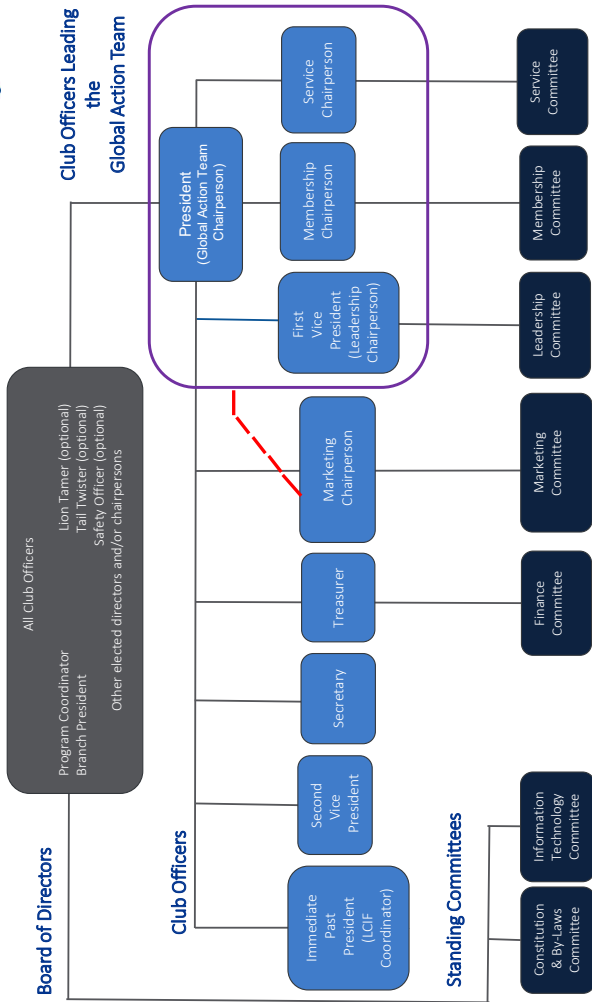 Board of Directors
All Club Officers
Program Coordinator
Branch President
Lion Tamer (optional)
Tail Twister (optional)
Safety Officer (optional)
Other elected directors and/or chairpersons
Club Officers Leading
the
Global Action Team
Club Officers
President
(Global Action Team
Chairperson)
Immediate
Past
President
(LCIF
Coordinator)
Second
Vice
President
Secretary
Treasurer
Marketing
Chairperson
First
Vice
President
(Leadership
Chairperson)
Membership
Chairperson
Service
Chairperson
Standing Committees
Constitution
& By-Laws
Committee
Information
Technology
Committee
Finance
Committee
Marketing
Committee
Leadership
Committee
Membership
Committee
Service
Committee